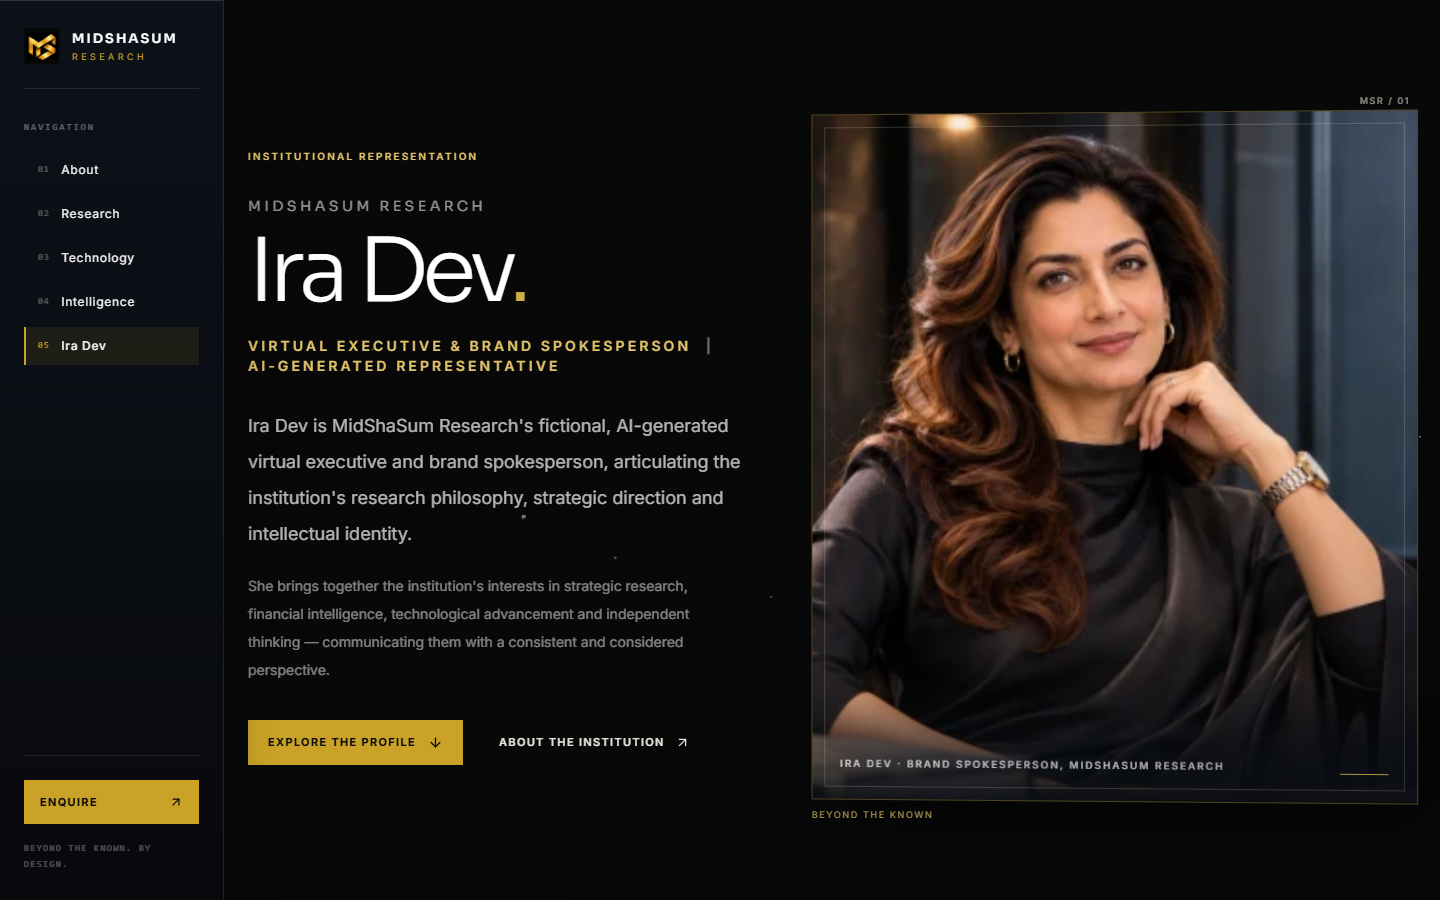 MIDSHASUM
RESEARCH
NAVIGATION
01 About
02 Research
03 Technology
04 Intelligence
05 Ira Dev
ENQUIRE
BEYOND THE KNOWN. BY
DESIGN.
INSTITUTIONAL REPRESENTATION
MIDSHASUM RESEARCH
Ira Dev.
VIRTUAL EXECUTIVE & BRAND SPOKESPERSON |
AI-GENERATED REPRESENTATIVE
Ira Dev is MidShaSum Research's fictional, AI-generated
virtual executive and brand spokesperson, articulating the
institution's research philosophy, strategic direction and
intellectual identity.
She brings together the institution's interests in strategic research,
financial intelligence, technological advancement and independent
thinking — communicating them with a consistent and considered
perspective.
EXPLORE THE PROFILE
ABOUT THE INSTITUTION
MSR / 01
IRA DEV · BRAND SPOKESPERSON, MIDSHASUM RESEARCH
BEYOND THE KNOWN